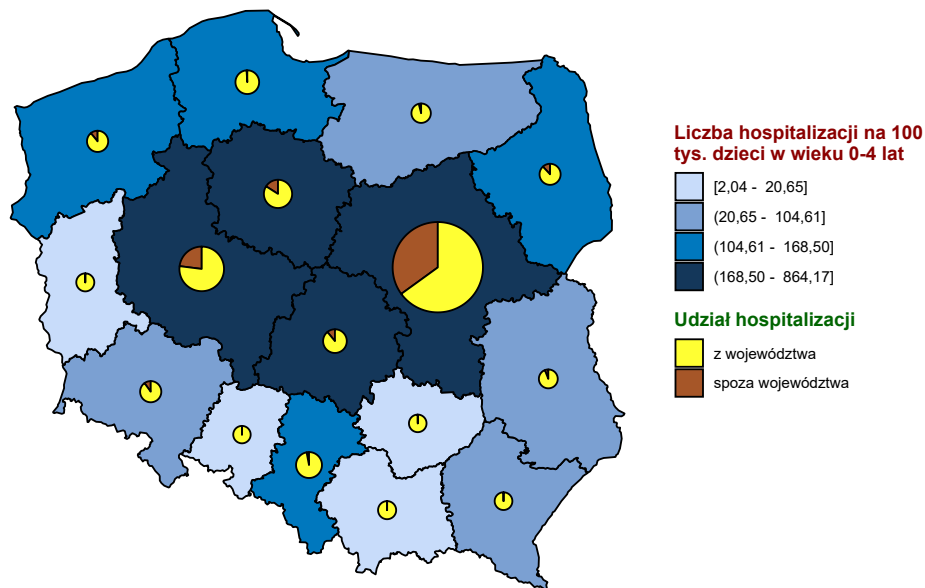 Liczba hospitalizacji na 100
tys. dzieci w wieku 0-4 lat
[2,04 - 20,65]
(20,65 - 104,61]
(104,61 - 168,50]
(168,50 - 864,17]
Udział hospitalizacji
z województwa
spoza województwa